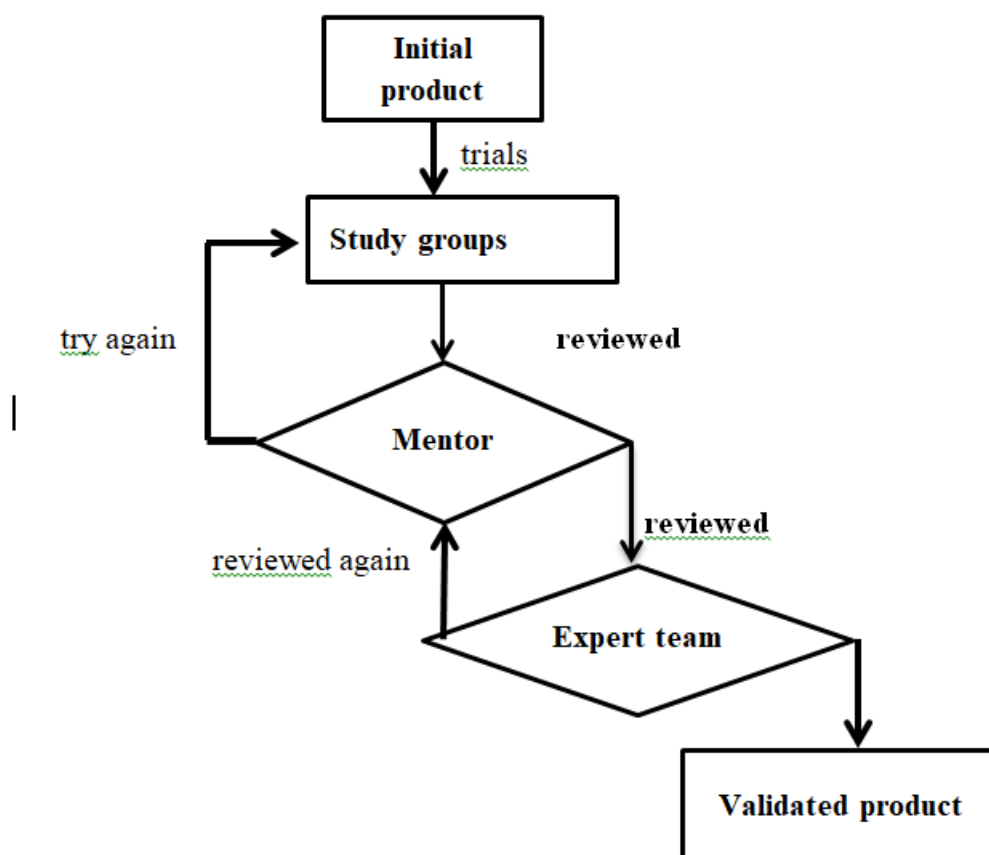 Initial
product
trials
Study groups
try again
reviewed
Mentor
reviewed
reviewed again
Expert team
Validated product